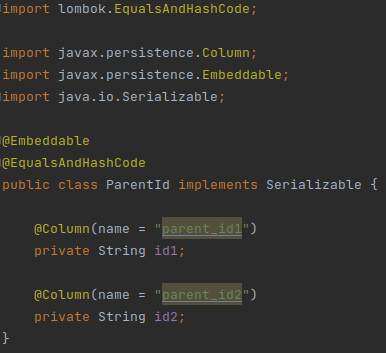 import lombok.EqualsAndHashCode;
import javax.persistence.Column;
import javax.persistence.Embeddable;
import java.io.Serializable;
@Embeddable
@EqualsAndHashCode
public class ParentId implements Serializable {
@Column(name = "parent_id1")
private String id1;
@Column(name = "parent_id2")
private String id2;
}